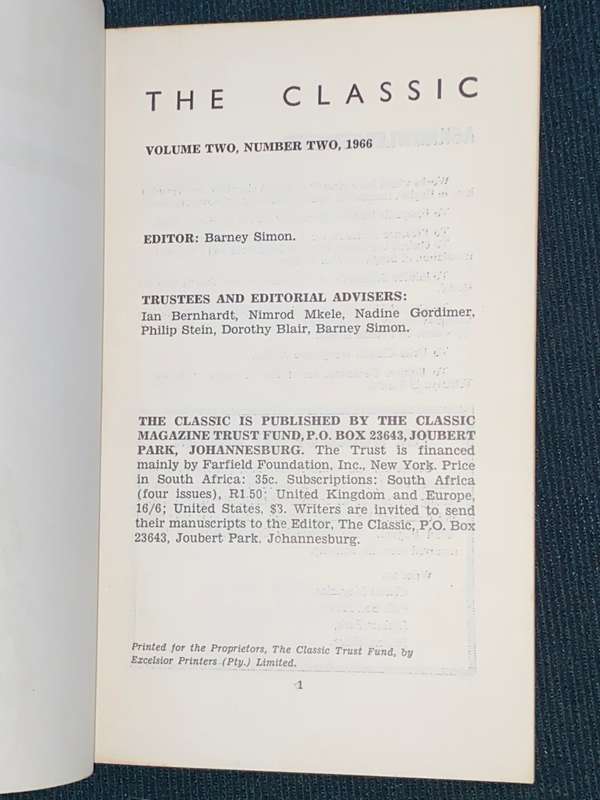 THE CLASSIC
VOLUME TWO, NUMBER TWO, 1966
EDITOR: Barney Simon.
TRUSTEES AND EDITORIAL ADVISERS:
Ian Bernhardt, Nimrod Mkele, Nadine Gordimer,
Philip Stein, Dorothy Blair, Barney Simon.
THE CLASSIC IS PUBLISHED BY THE CLASSIC
MAGAZINE TRUST FUND, P.O. BOX 23643, JOUBERT
PARK, JOHANNESBURG. The Trust is financed
mainly by Farfield Foundation, Inc., New York. Price
in South Africa: 35c. Subscriptions: South Africa
(four issues), R1.50; United Kingdom and Europe,
16/6; United States, $3. Writers are invited to send
their manuscripts to the Editor, The Classic, P.O. Box
23643, Joubert Park. Johannesburg.
Printed for the Proprietors, The Classic Trust Fund, by
Excelsior Printers (Pty.) Limited.
1